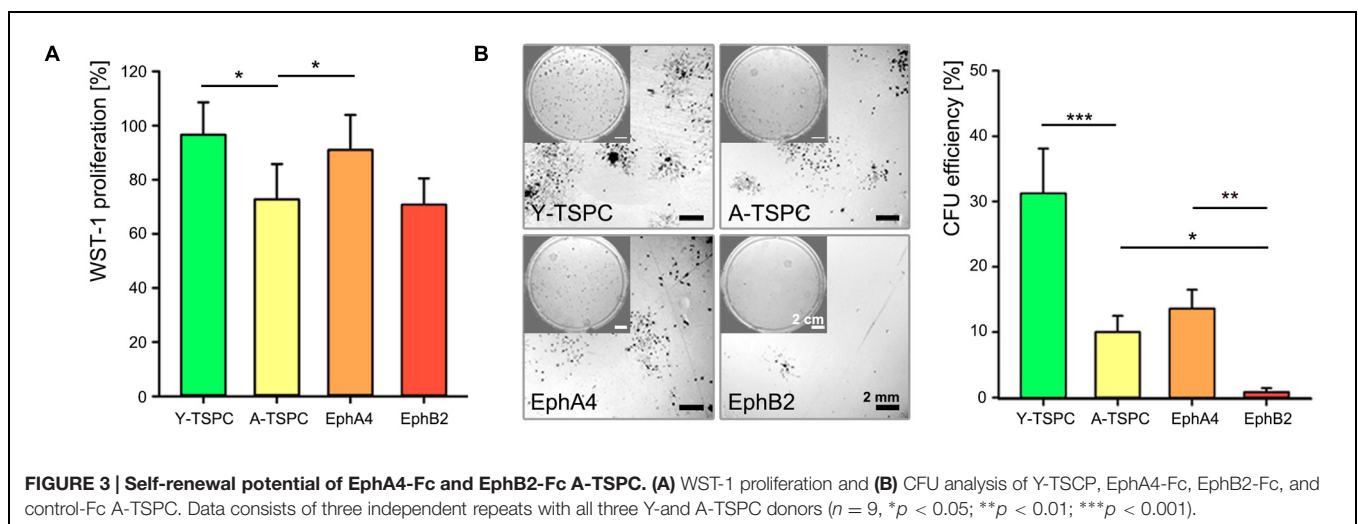 A
WST-1 proliferation [%]
120
100
80
60
40
20
0
*
*
Y-TSPC A-TSPC EphA4 EphB2
B
Y-TSPC
A-TSPC
EphA4
2 cm
EphB2
2 mm
CFU efficiency [%]
50
40
30
20
10
0
***
**
*
Y-TSPC A-TSPC EphA4 EphB2
FIGURE 3 | Self-renewal potential of EphA4-Fc and EphB2-Fc A-TSPC. (A) WST-1 proliferation and (B) CFU analysis of Y-TSCP, EphA4-Fc, EphB2-Fc, and
control-Fc A-TSPC. Data consists of three independent repeats with all three Y-and A-TSPC donors (n = 9, *p < 0.05; **p < 0.01; ***p < 0.001).